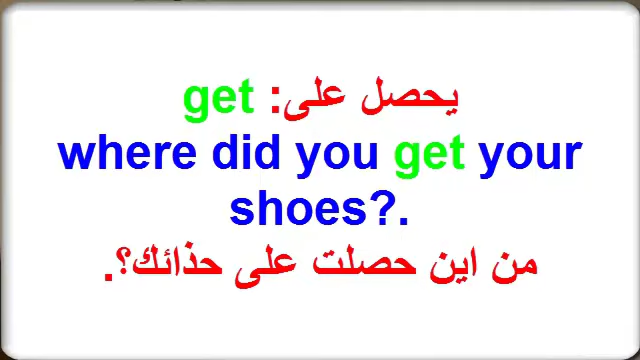 يحصل على: get
where did you get your
shoes?.
من اين حصلت على حذائك؟.